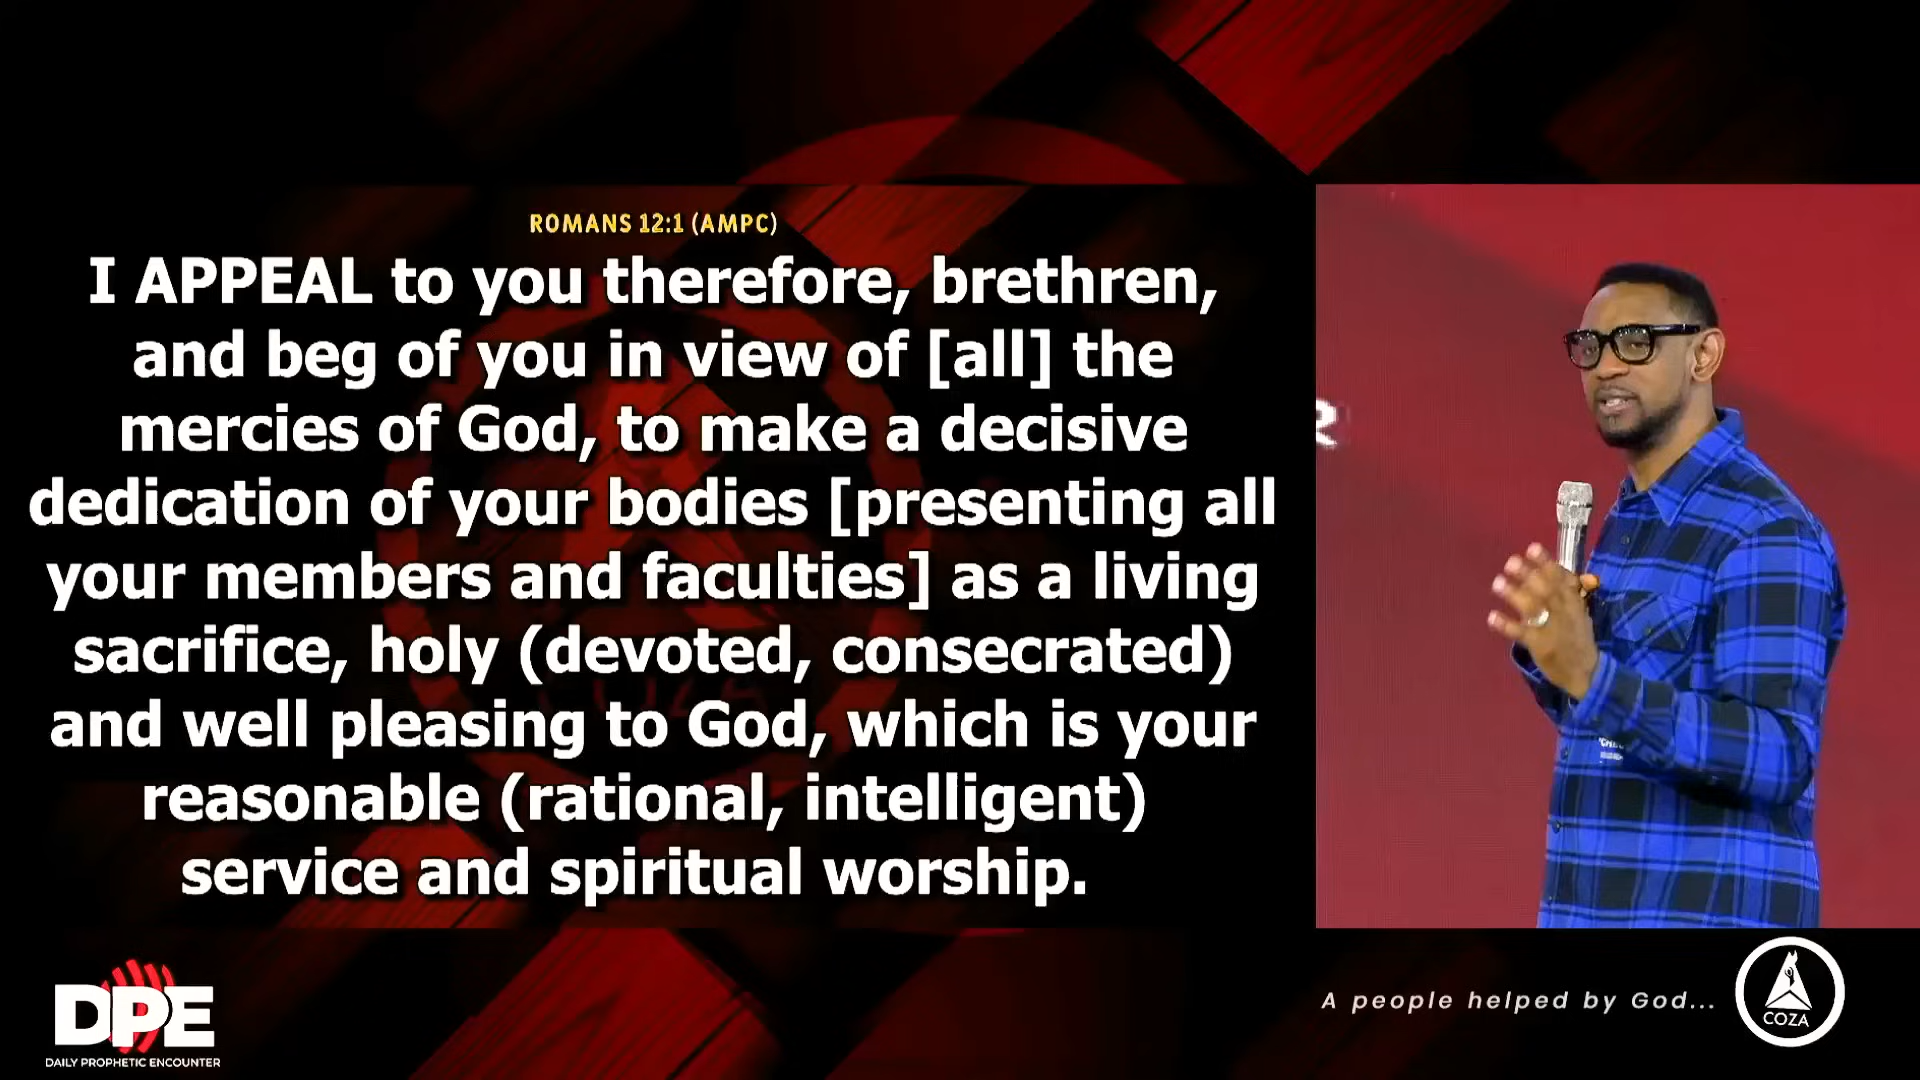 ROMANS 12:1 (AMPC)
I APPEAL to you therefore, brethren,
and beg of you in view of [all] the
mercies of God, to make a decisive
dedication of your bodies [presenting all
your members and faculties] as a living
sacrifice, holy (devoted, consecrated)
and well pleasing to God, which is your
reasonable (rational, intelligent)
service and spiritual worship.
R
DPE
DAILY PROPHETIC ENCOUNTER
A people helped by God...
COZA